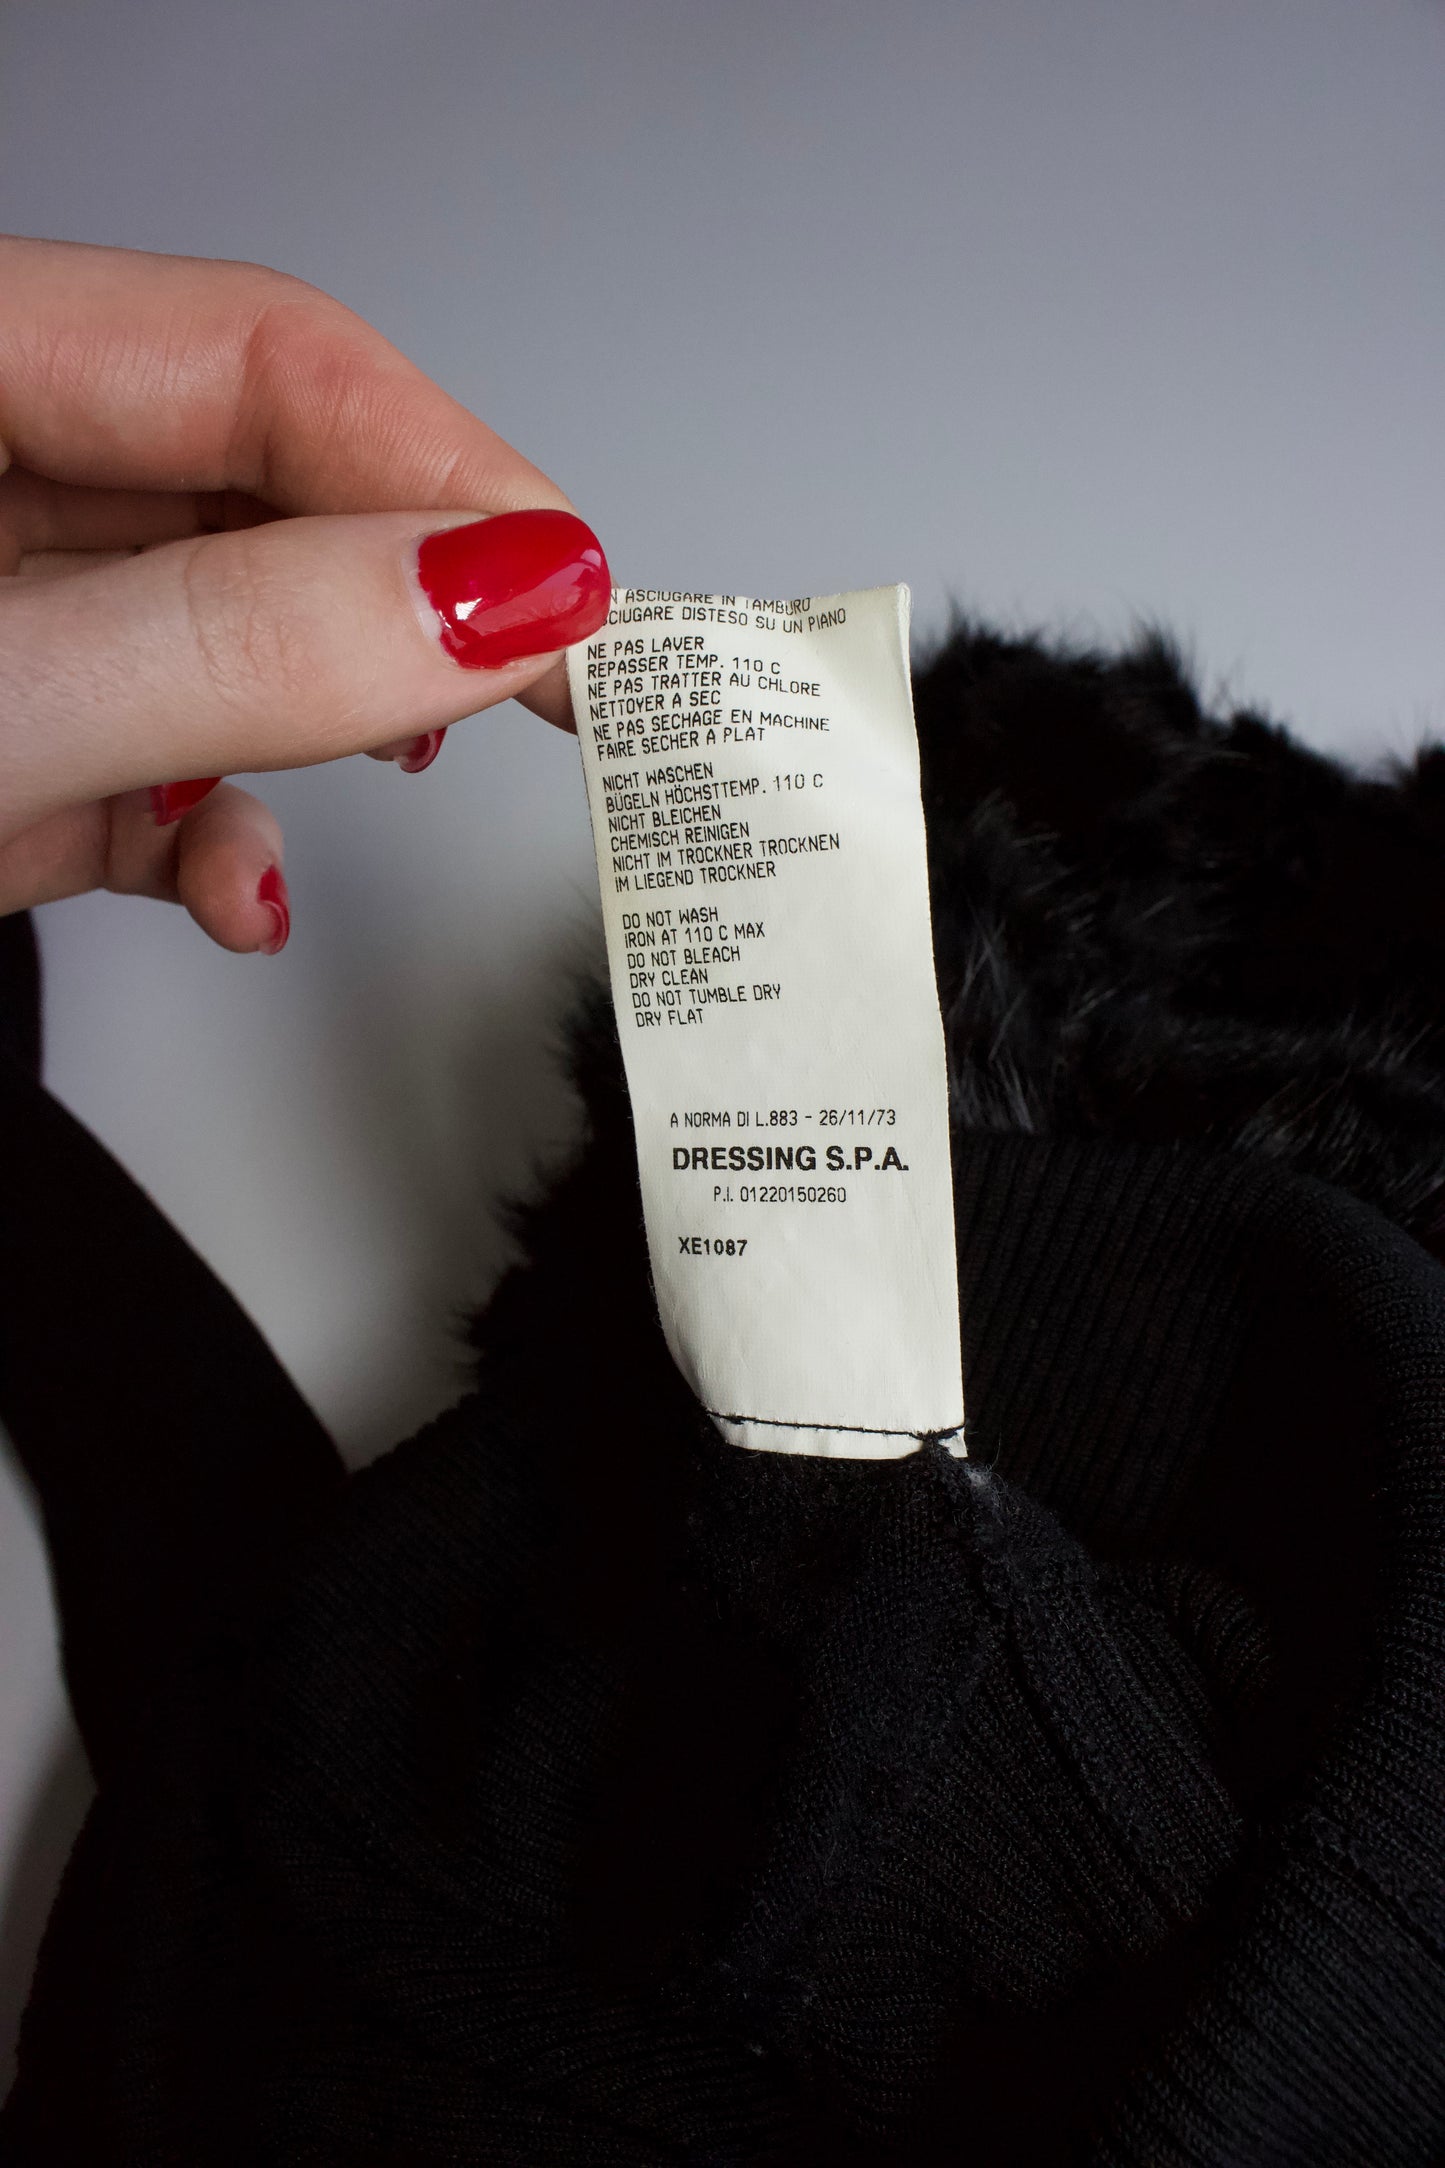 ASCIUGARE IN TAMBURO
DISTESO SU UN PIANO
NE PAS LAVER
REPASSER TEMP. 110 C
NE PAS TRATTER AU CHLORE
NETTOYER A SEC
NE PAS SECHAGE EN MACHINE
FAIRE SECHER A PLAT
NICHT WASCHEN
BÜGELN HÖCHSTTEMP. 110 C
NICHT BLEICHEN
CHEMISCH REINIGEN
NICHT IM TROCKNER TROCKNEN
IM LIEGEND TROCKNER
DO NOT WASH
IRON AT 110 C MAX
DO NOT BLEACH
DRY CLEAN
DO NOT TUMBLE DRY
DRY FLAT
A NORMA DI L.883 - 26/11/73
DRESSING S.P.A.
P.I. 01220150260
XE1087